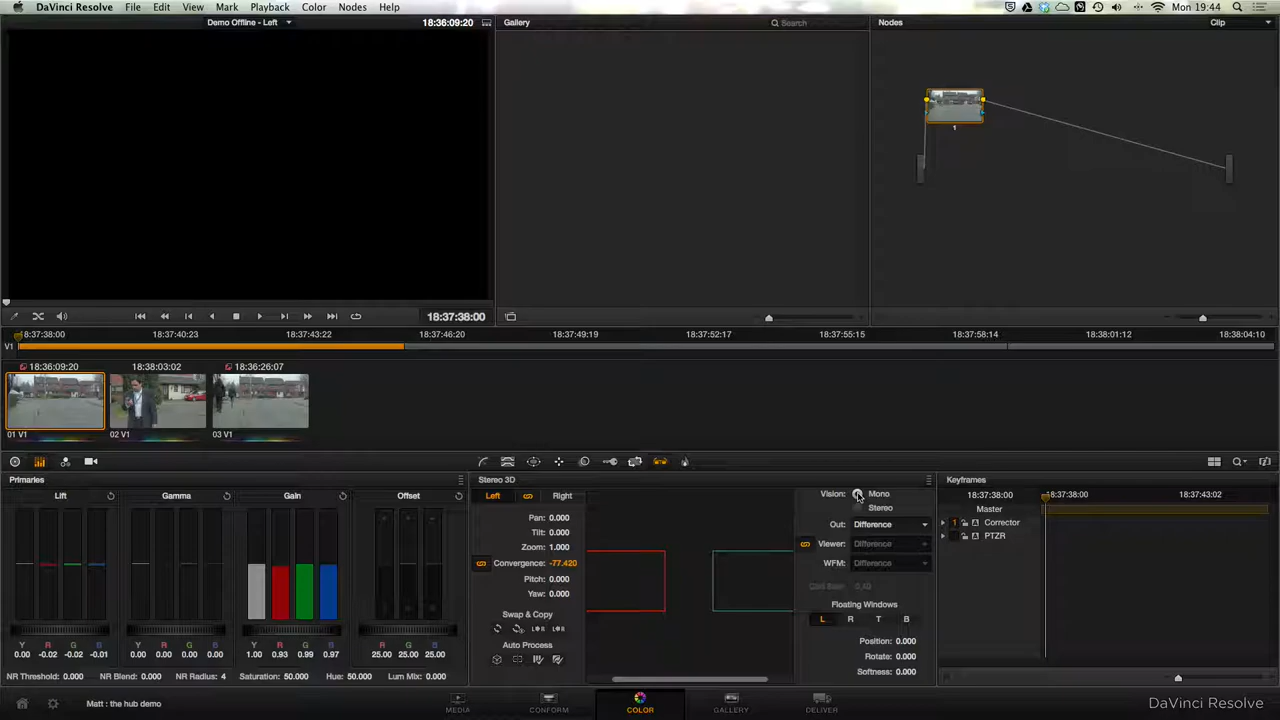 DaVinci Resolve File Edit View Mark Playback Color Nodes Help Mon 19:44
Demo Offline - Left 18:36:09:20 Gallery Search Nodes Clip
1
18:37:38:00
18:37:38:00 18:37:40:23 18:37:43:22 18:37:46:20 18:37:49:19 18:37:52:17 18:37:55:15 18:37:58:14 18:38:01:12 18:38:04:10
V1
18:36:09:20 18:38:03:02 18:36:26:07
01 V1 02 V1 03 V1
Primaries Stereo 3D Keyframes
Lift Gamma Gain Offset
Y R G B Y R G B Y R G B R G B
0.00 -0.02 -0.02 -0.01 0.00 0.00 0.00 0.00 1.00 0.93 0.99 0.97 25.00 25.00 25.00
NR Threshold: 0.000 NR Blend: 0.000 NR Radius: 4 Saturation: 50.000 Hue: 50.000 Lum Mix: 0.000
Left Right
Pan: 0.000
Tilt: 0.000
Zoom: 1.000
Convergence: -77.420
Pitch: 0.000
Yaw: 0.000
Swap & Copy
Auto Process
Vision: Mono
Stereo
Out: Difference
Viewer: Difference
WFM: Difference
Floating Windows
L R T B
Position: 0.000
Rotate: 0.000
Softness: 0.000
18:37:38:00 18:37:38:00 18:37:43:02
Master
1 Corrector
PTZR
Matt : the hub demo
MEDIA CONFORM COLOR GALLERY DELIVER
DaVinci Resolve